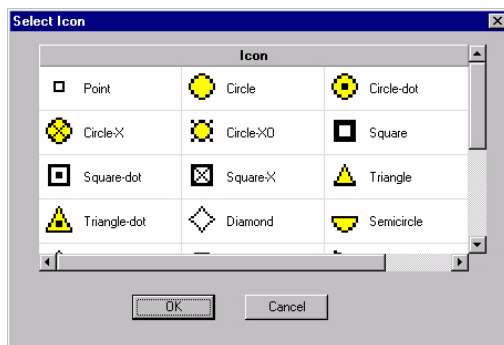 Select Icon
Icon
Point Circle Circle-dot
Circle-X Circle-XO Square
Square-dot Square-X Triangle
Triangle-dot Diamond Semicircle
OK Cancel